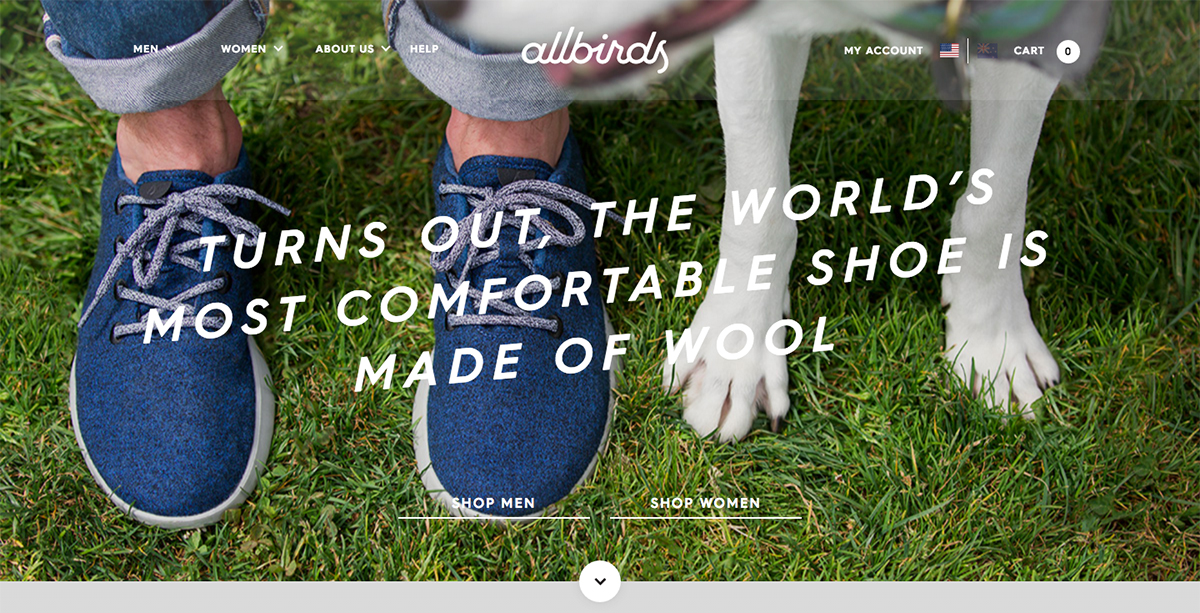 MEN
WOMEN
ABOUT US
HELP
allbirds
MY ACCOUNT
CART
0
TURNS OUT, THE WORLD'S
MOST COMFORTABLE SHOE IS
MADE OF WOOL
SHOP MEN
SHOP WOMEN